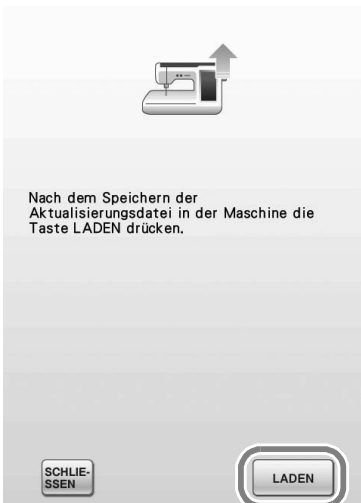 Nach dem Speichern der
Aktualisierungsdatei in der Maschine die
Taste LADEN drücken.
SCHLIE-
SSEN
LADEN